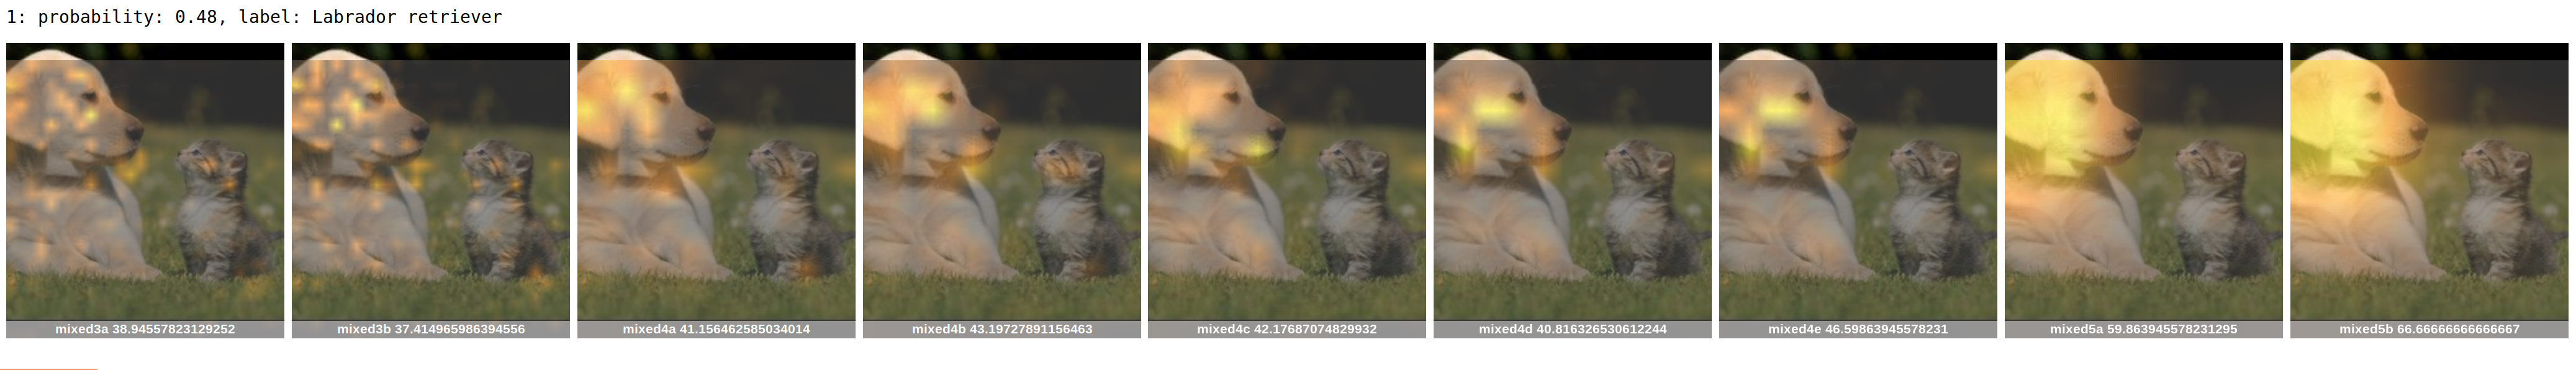 1: probability: 0.48, label: Labrador retriever
mixed3a 38.94557823129252
mixed3b 37.414965986394556
mixed4a 41.156462585034014
mixed4b 43.19727891156463
mixed4c 42.17687074829932
mixed4d 40.816326530612244
mixed4e 46.59863945578231
mixed5a 59.863945578231295
mixed5b 66.66666666666667